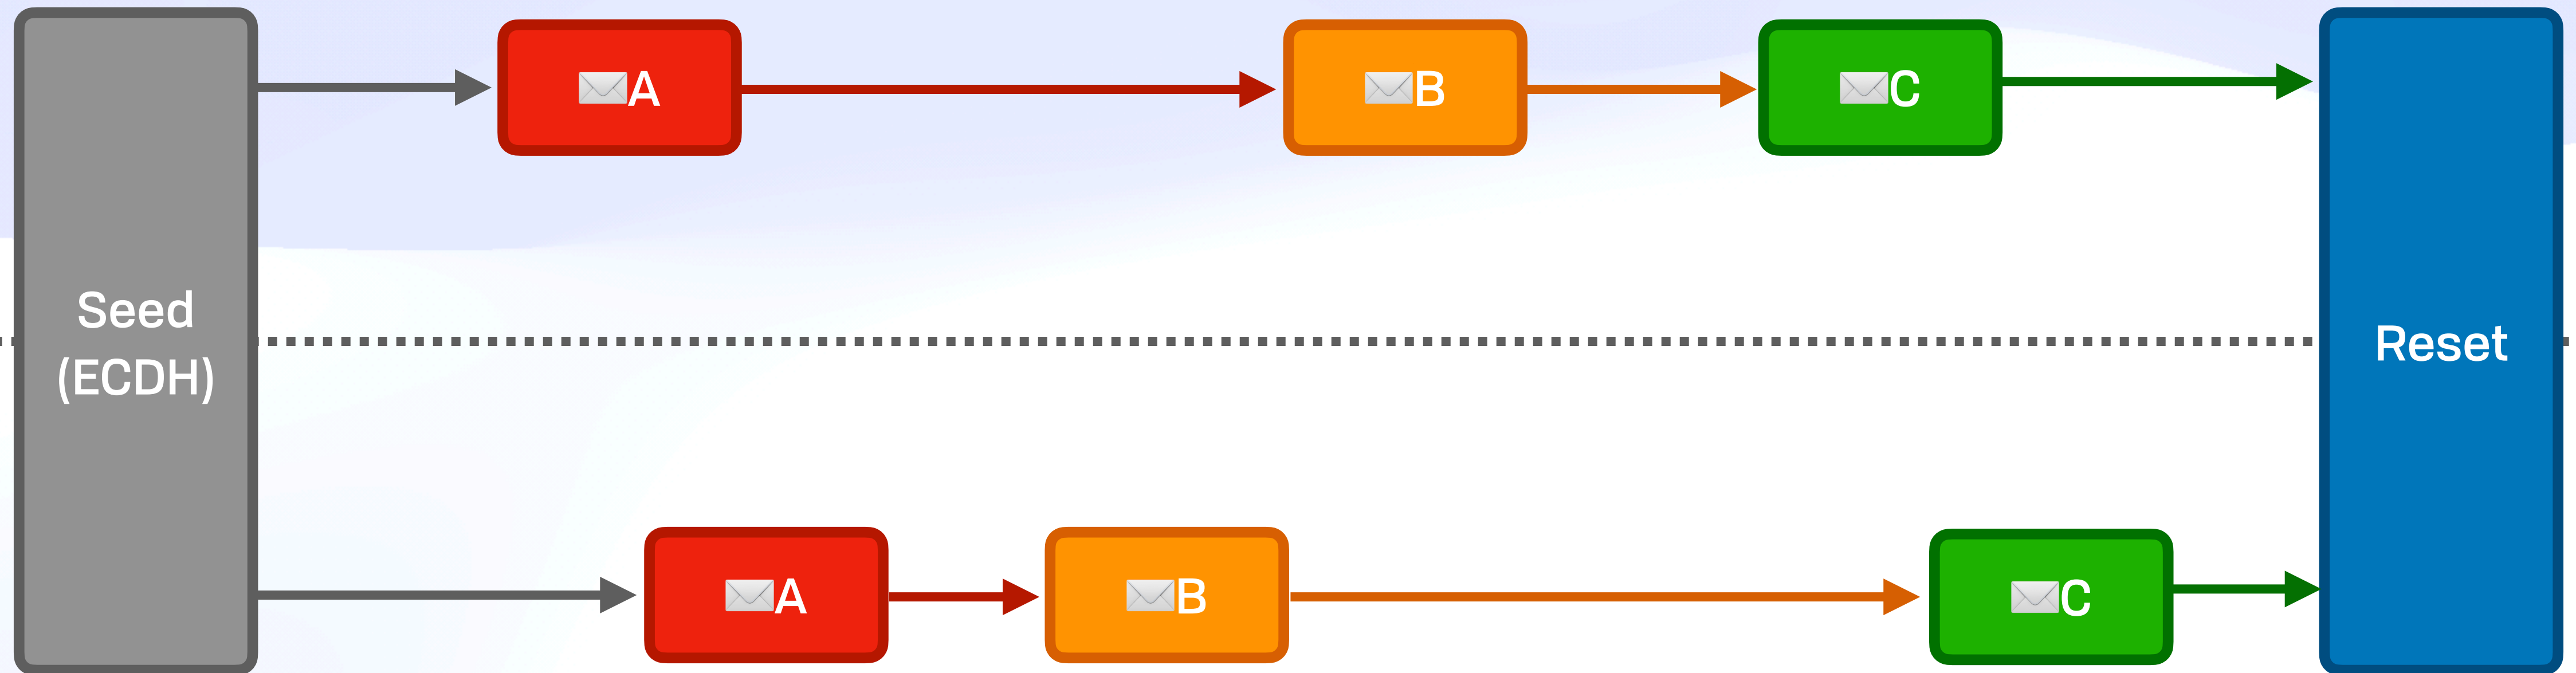 Seed
(ECDH)
✉️A
✉️B
✉️C
✉️A
✉️B
✉️C
Reset